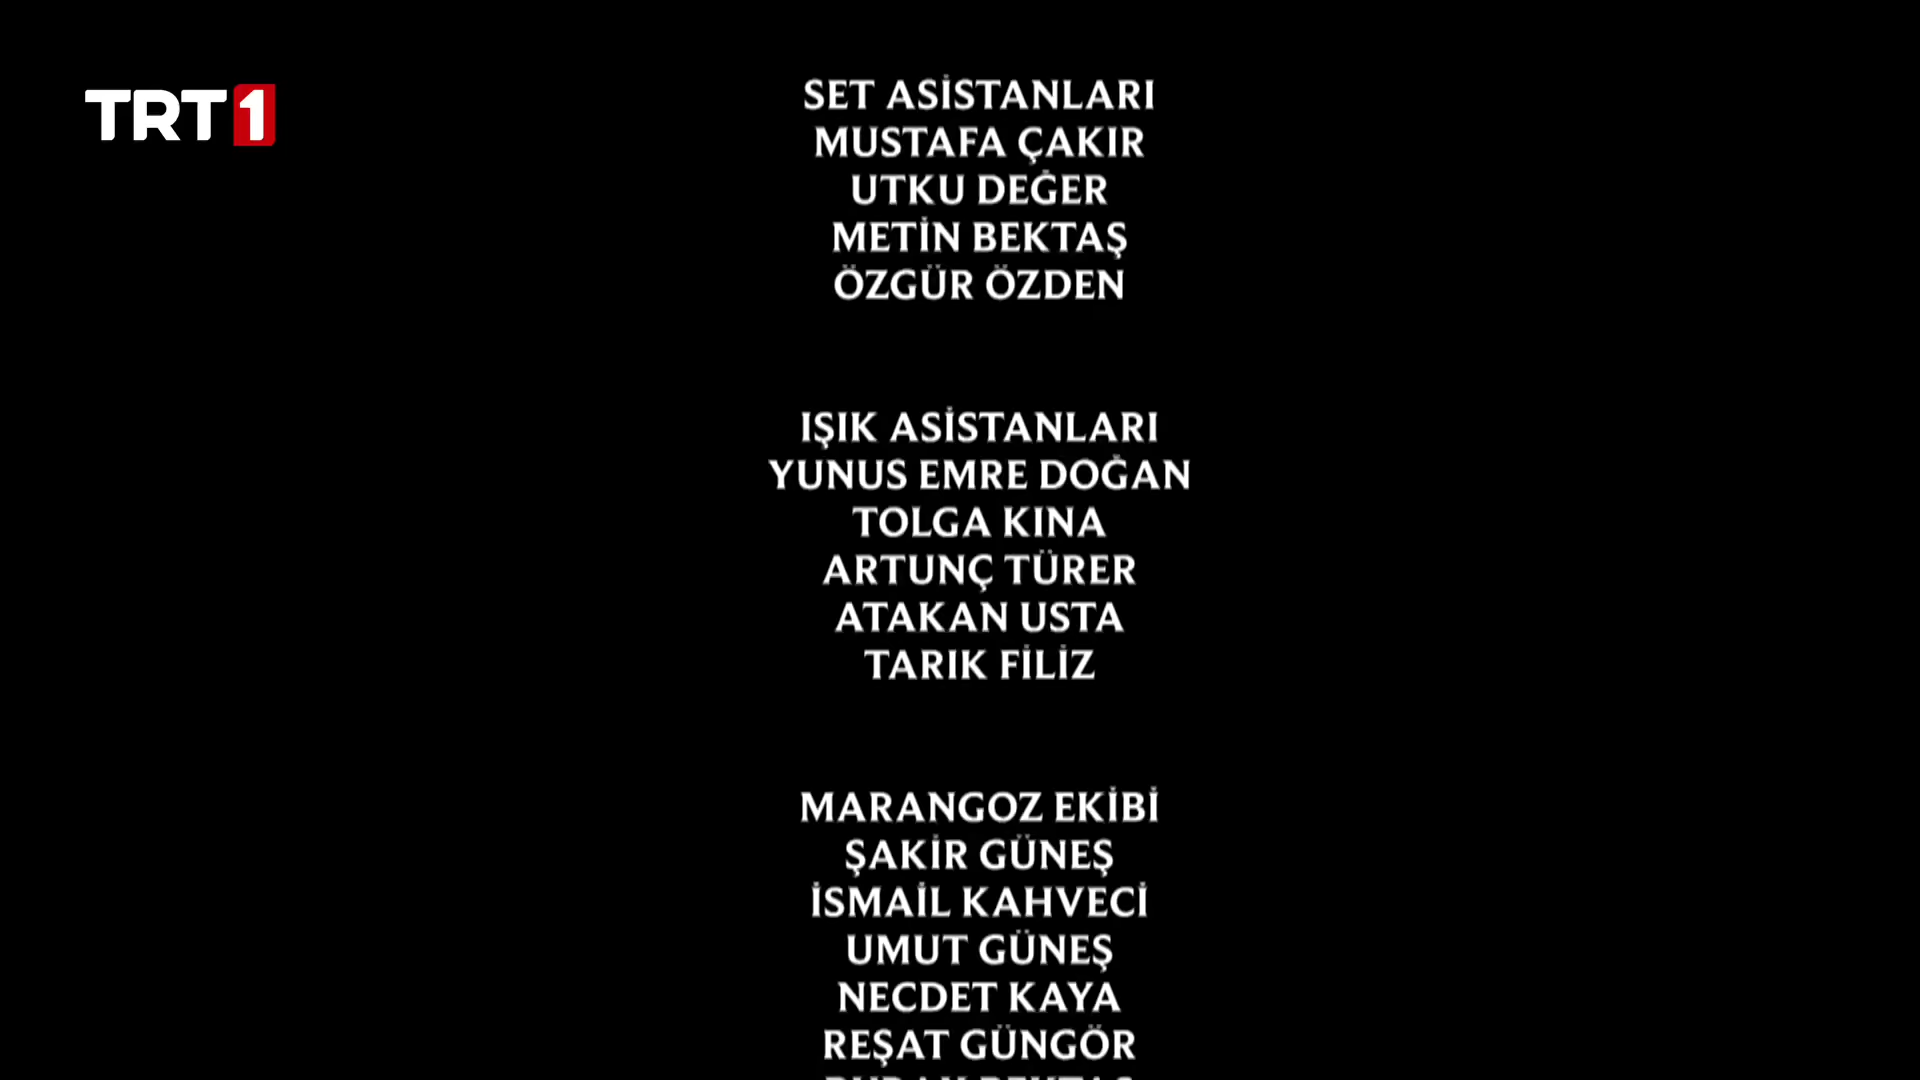 TRT1
SET ASİSTANLARI
MUSTAFA ÇAKIR
UTKU DEĞER
METİN BEKTAŞ
ÖZGÜR ÖZDEN
IŞIK ASİSTANLARI
YUNUS EMRE DOĞAN
TOLGA KINA
ARTUNÇ TÜRER
ATAKAN USTA
TARIK FİLİZ
MARANGOZ EKİBİ
ŞAKİR GÜNEŞ
İSMAİL KAHVECİ
UMUT GÜNEŞ
NECDET KAYA
REŞAT GÜNGÖR